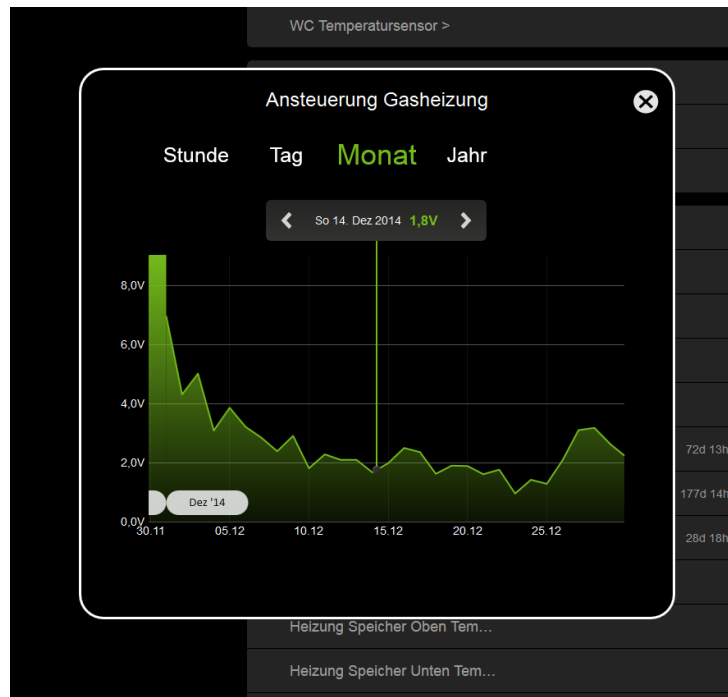 WC Temperatursensor >
Ansteuerung Gasheizung
Stunde Tag Monat Jahr
So 14. Dez 2014 1,8V
8,0V
6,0V
4,0V
2,0V
72d 13h
177d 14h
Dez '14
0,0V
30.11 05.12 10.12 15.12 20.12 25.12
28d 18h
Heizung Speicher Oben Tem...
Heizung Speicher Unten Tem...